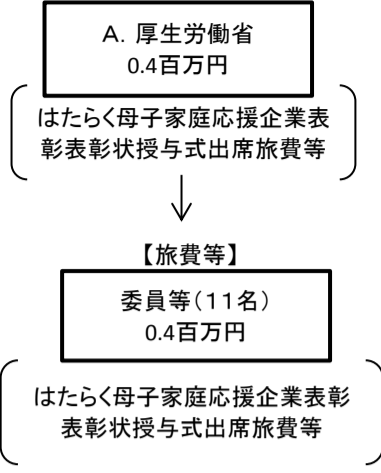 A．厚生労働省
0.4百万円
はたらく母子家庭応援企業表
彰表彰状授与式出席旅費等
【旅費等】
委員等（１１名）
0.4百万円
はたらく母子家庭応援企業表彰
表彰状授与式出席旅費等